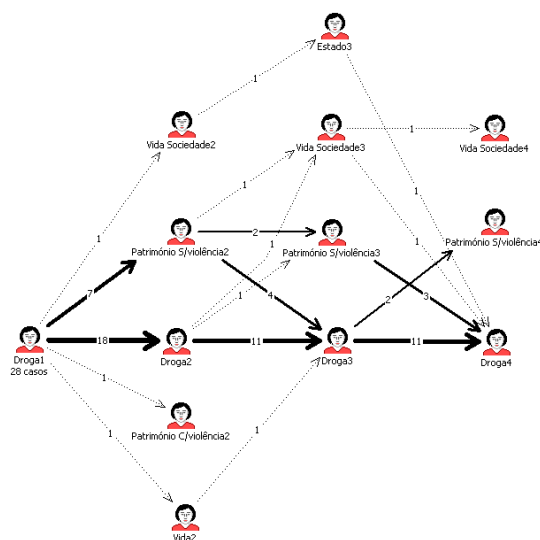 Estado3
1
Vida Sociedade2
Vida Sociedade3
1
Vida Sociedade4
1
1
1
Património S/violência2
2
Património S/violência3
Património S/violência4
1
1
1
7
1
4
2
3
Droga1
28 casos
18
Droga2
11
Droga3
11
Droga4
1
Património C/violência2
1
1
Vida2